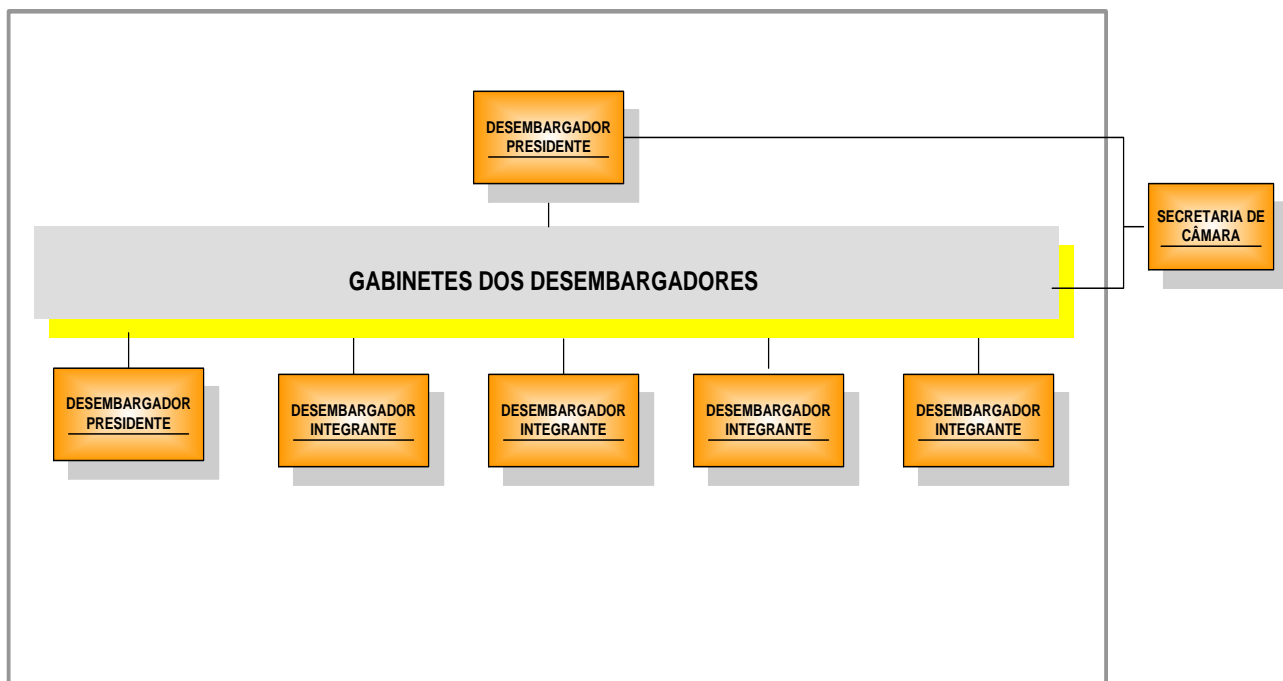 DESEMBARGADOR
PRESIDENTE
SECRETARIA DE
CÂMARA
GABINETES DOS DESEMBARGADORES
DESEMBARGADOR
PRESIDENTE
DESEMBARGADOR
INTEGRANTE
DESEMBARGADOR
INTEGRANTE
DESEMBARGADOR
INTEGRANTE
DESEMBARGADOR
INTEGRANTE